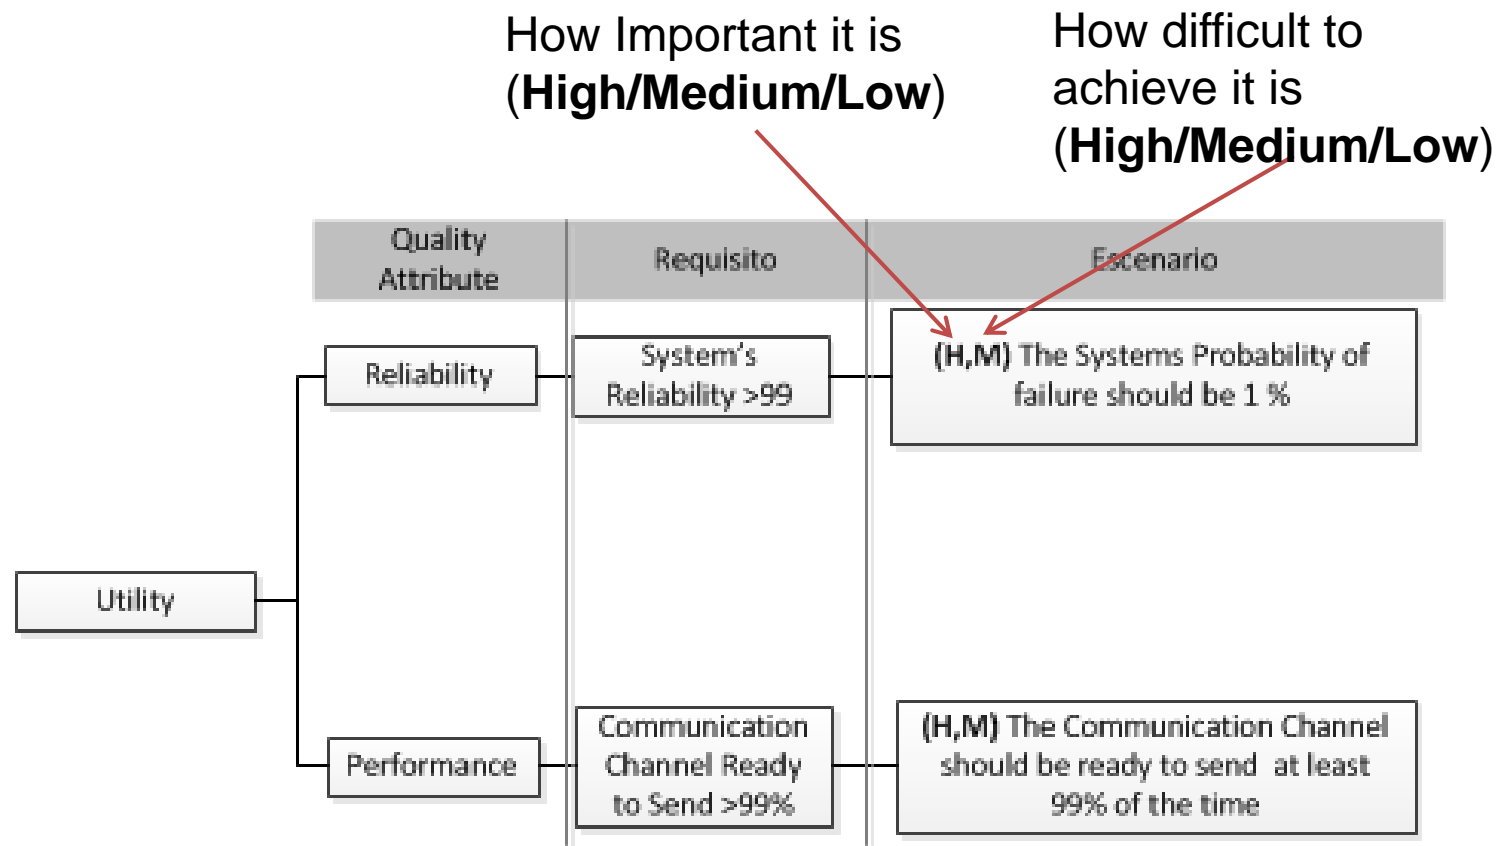 How Important it is
(High/Medium/Low)
How difficult to
achieve it is
(High/Medium/Low)
Quality
Attribute
Requisito
Escenario
Reliability
System's
Reliability >99
(H,M) The Systems Probability of
failure should be 1 %
Utility
Performance
Communication
Channel Ready
to Send >99%
(H,M) The Communication Channel
should be ready to send at least
99% of the time